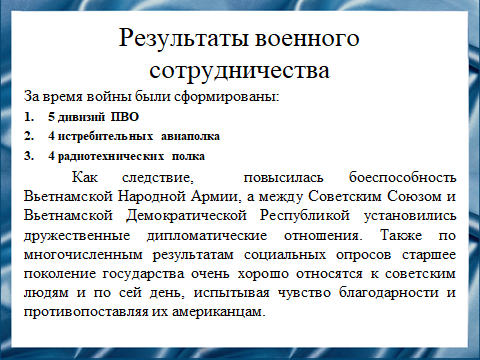 Результаты военного
сотрудничества
За время войны были сформированы:
1. 5 дивизий ПВО
2. 4 истребительных авиаполка
3. 4 радиотехнических полка
Как следствие, повысилась боеспособность
Вьетнамской Народной Армии, а между Советским Союзом и
Вьетнамской Демократической Республикой установились
дружественные дипломатические отношения. Также по
многочисленным результатам социальных опросов старшее
поколение государства очень хорошо относятся к советским
людям и по сей день, испытывая чувство благодарности и
противопоставляя их американцам.